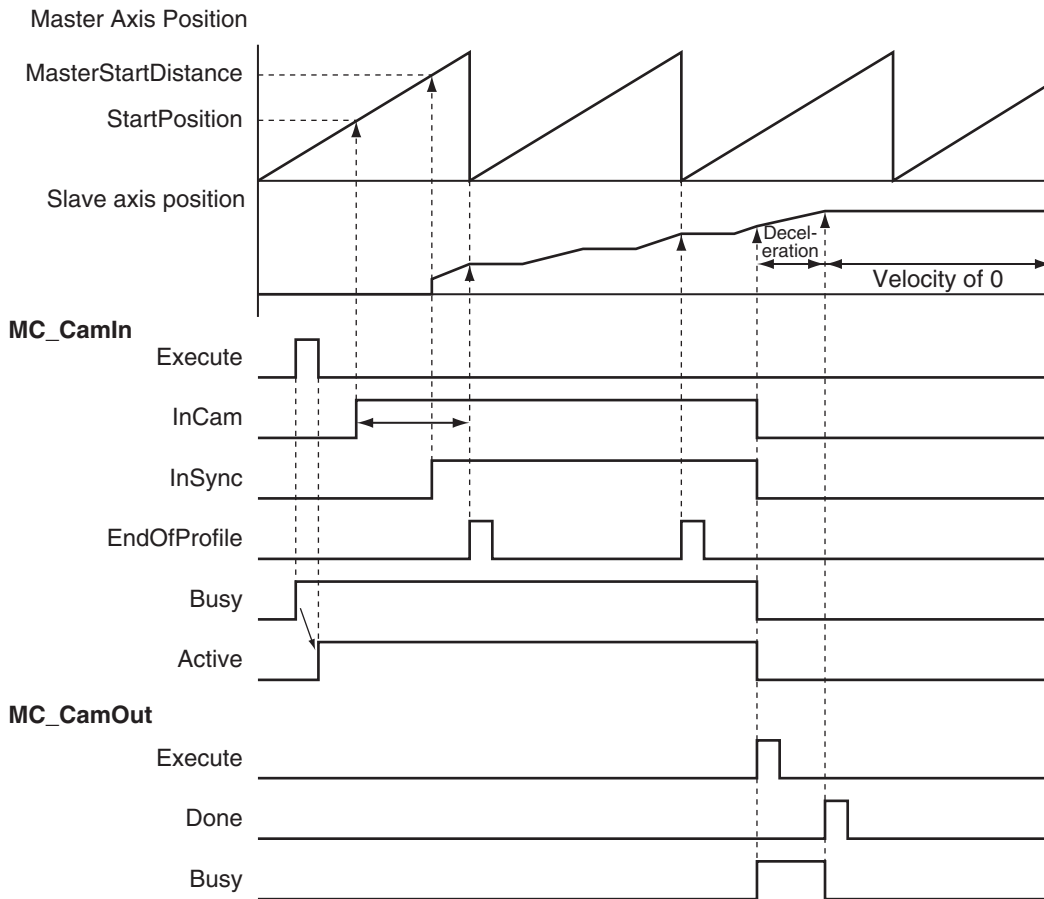 Master Axis Position
MasterStartDistance
StartPosition
Slave axis position
Decel-
eration
Velocity of 0
MC_CamIn
Execute
InCam
InSync
EndOfProfile
Busy
Active
MC_CamOut
Execute
Done
Busy